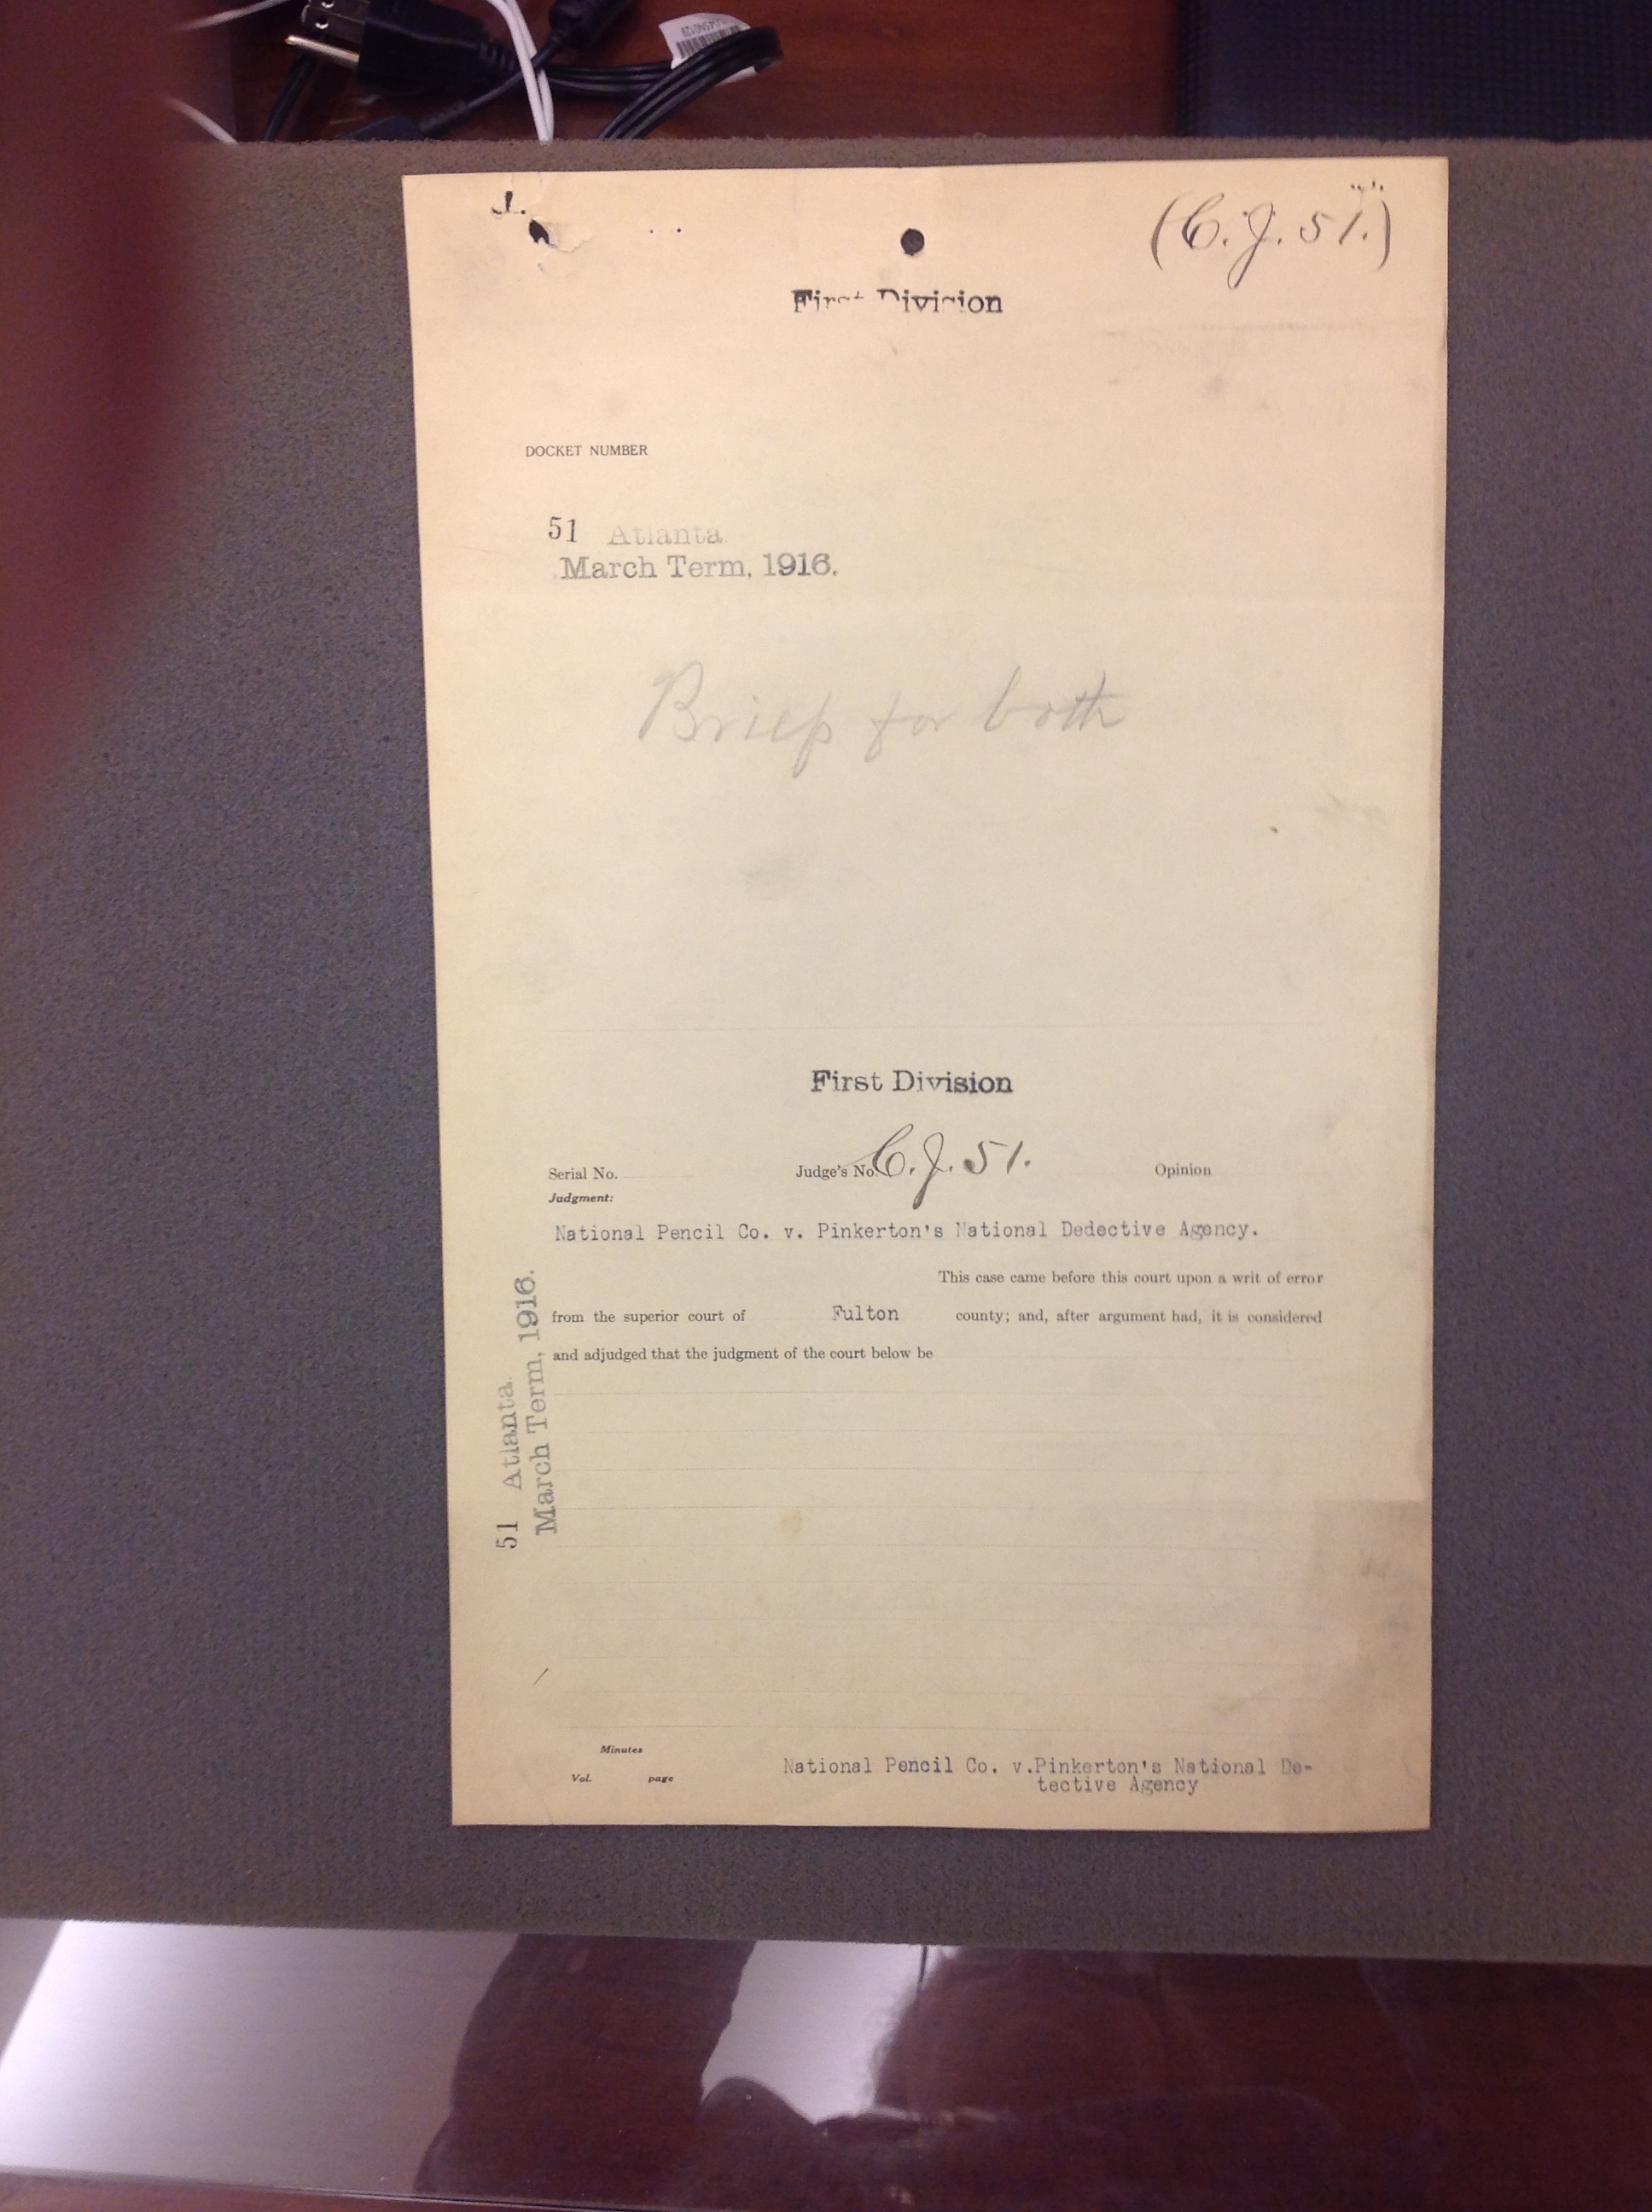 J.
(C.J. 51.)
First Division
DOCKET NUMBER
51 Atlanta
March Term, 1916.
Brief for both
First Division
Serial No. Judge's No. C.J. 51. Opinion
Judgment:
National Pencil Co. v. Pinkerton's National Dedective Agency.
This case came before this court upon a writ of error
from the superior court of Fulton county; and, after argument had, it is considered
and adjudged that the judgment of the court below be
51 Atlanta.
March Term, 1916.
Minutes
Vol. page
National Pencil Co. v.Pinkerton's National De-
tective Agency